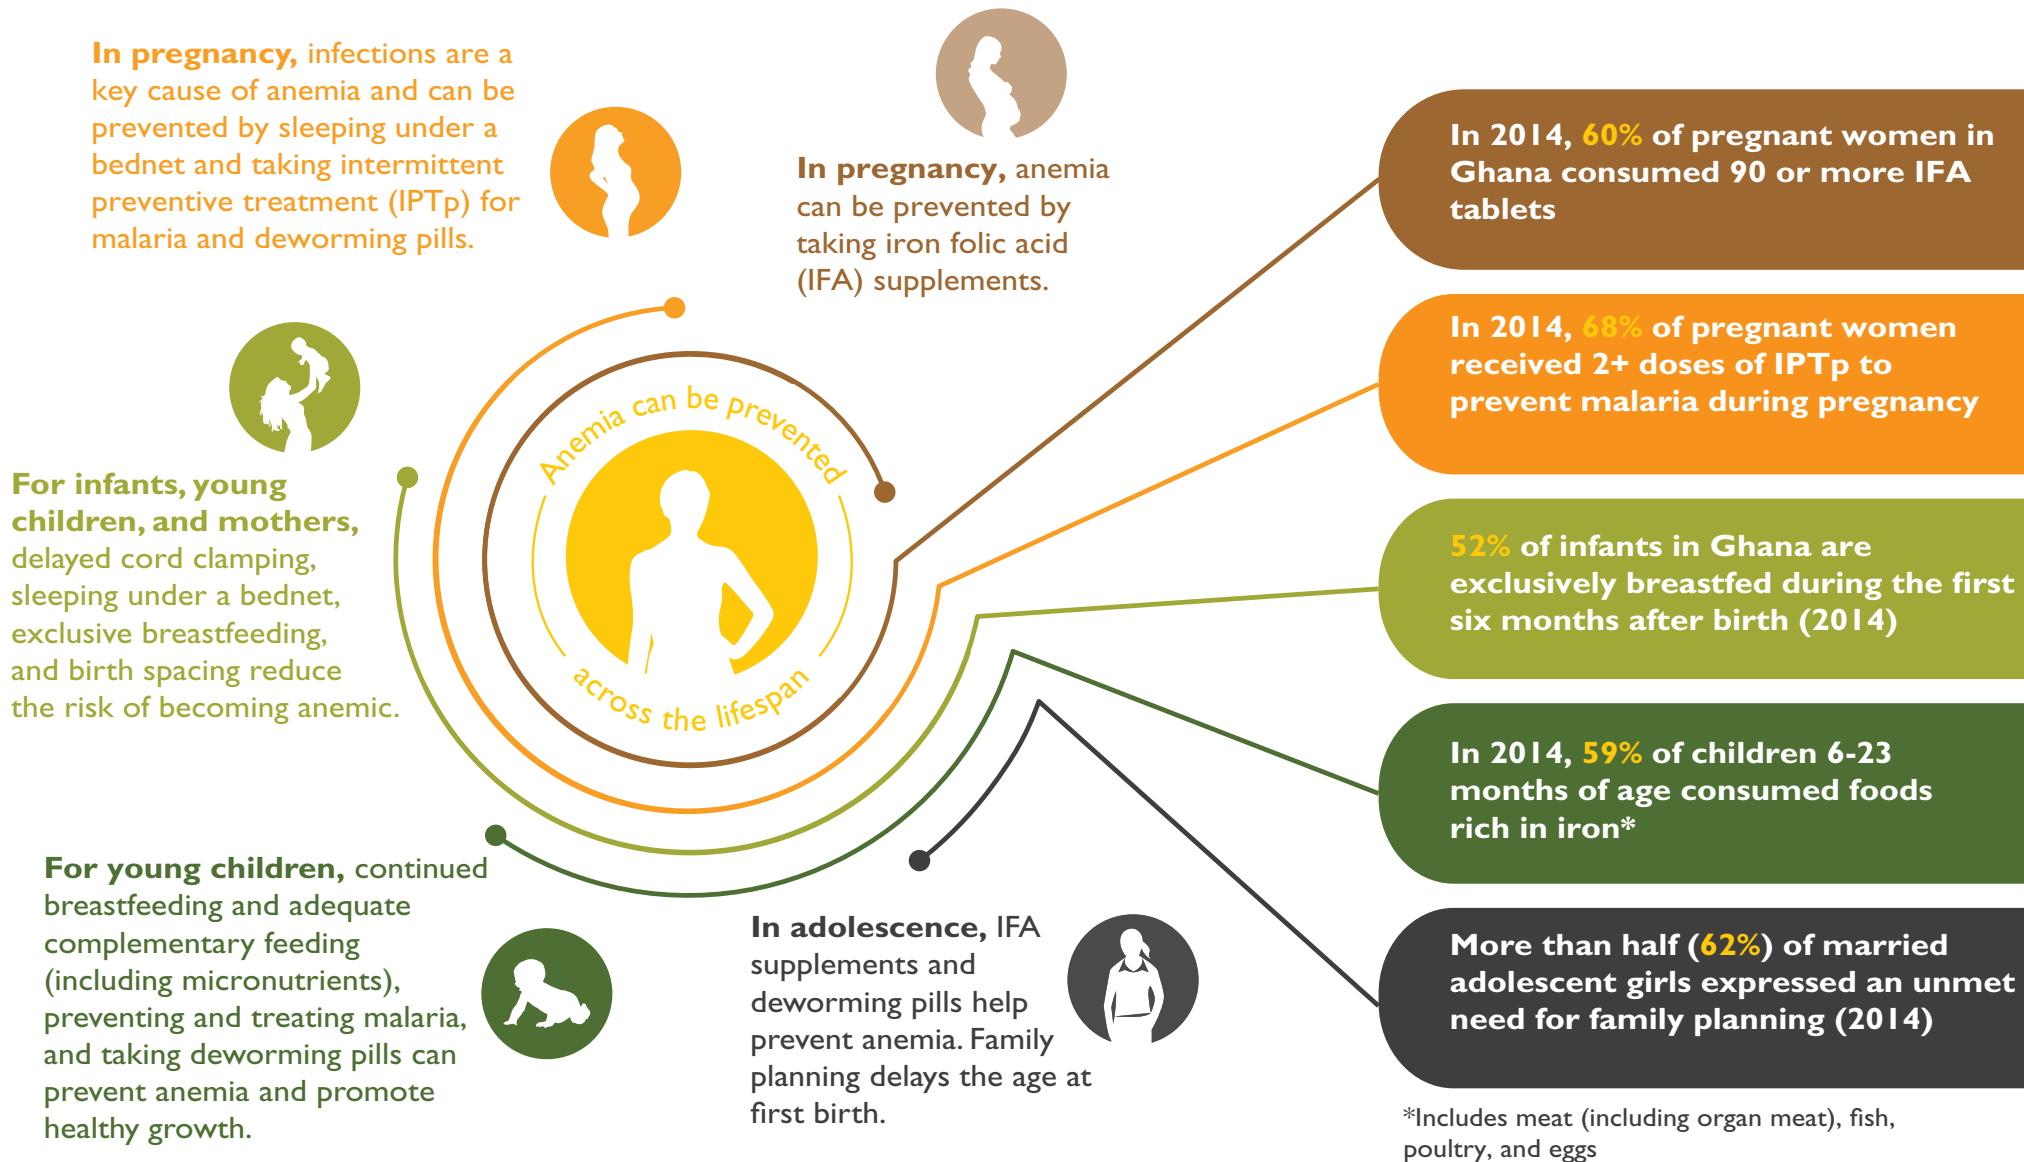 In pregnancy, infections are a
key cause of anemia and can be
prevented by sleeping under a
bednet and taking intermittent
preventive treatment (IPTp) for
malaria and deworming pills.
In pregnancy, anemia
can be prevented by
taking iron folic acid
(IFA) supplements.
For infants, young
children, and mothers,
delayed cord clamping,
sleeping under a bednet,
exclusive breastfeeding,
and birth spacing reduce
the risk of becoming anemic.
Anemia can be prevented
across the lifespan
For young children, continued
breastfeeding and adequate
complementary feeding
(including micronutrients),
preventing and treating malaria,
and taking deworming pills can
prevent anemia and promote
healthy growth.
In adolescence, IFA
supplements and
deworming pills help
prevent anemia. Family
planning delays the age at
first birth.
In 2014, 60% of pregnant women in
Ghana consumed 90 or more IFA
tablets
In 2014, 68% of pregnant women
received 2+ doses of IPTp to
prevent malaria during pregnancy
52% of infants in Ghana are
exclusively breastfed during the first
six months after birth (2014)
In 2014, 59% of children 6-23
months of age consumed foods
rich in iron*
More than half (62%) of married
adolescent girls expressed an unmet
need for family planning (2014)
*Includes meat (including organ meat), fish,
poultry, and eggs